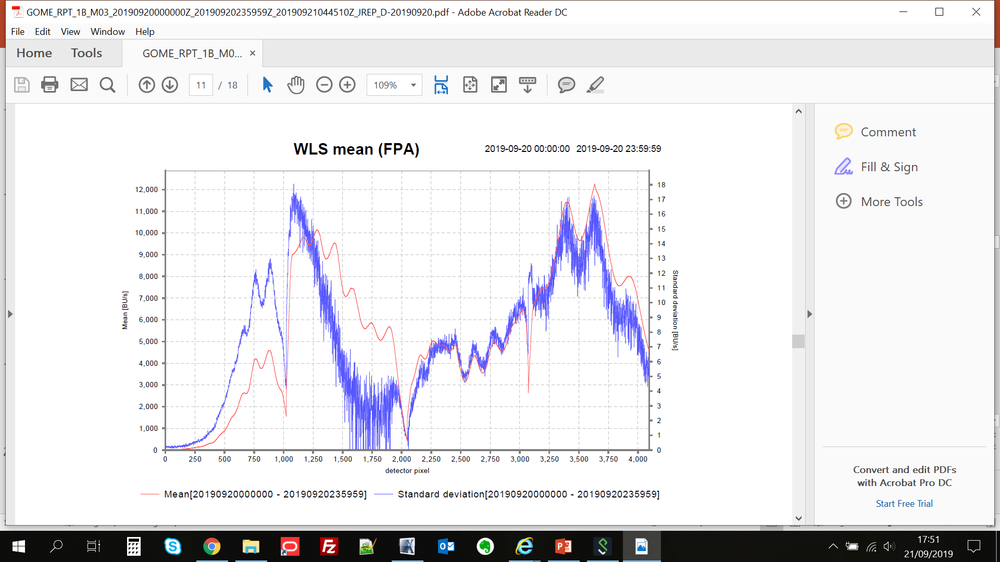 GOME_RPT_1B_M03_20190920000000Z_20190920235959Z_20190921044510Z_JREP_D-20190920.pdf - Adobe Acrobat Reader DC
File Edit View Window Help
Home Tools GOME_RPT_1B_M0... ×
11 / 18 109%
WLS mean (FPA) 2019-09-20 00:00:00 2019-09-20 23:59:59
12,000
11,000
10,000
9,000
8,000
7,000
6,000
5,000
4,000
3,000
2,000
1,000
0
Mean [BU/s]
18
17
16
15
14
13
12
11
10
9
8
7
6
5
4
3
2
1
0
Standard deviation [BU/s]
0 250 500 750 1,000 1,250 1,500 1,750 2,000 2,250 2,500 2,750 3,000 3,250 3,500 3,750 4,000
detector pixel
Mean[20190920000000 - 20190920235959] Standard deviation[20190920000000 - 20190920235959]
Comment
Fill & Sign
More Tools
Convert and edit PDFs
with Acrobat Pro DC
Start Free Trial
17:51
21/09/2019